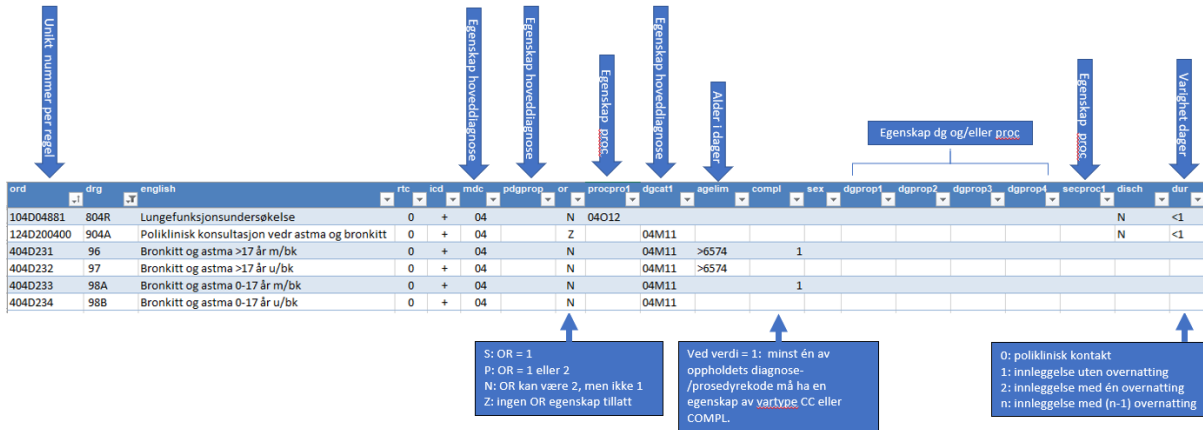 Unikt nummer per regel
Egenskap hoveddiagnose
Egenskap hoveddiagnose
Egenskap proc
Egenskap hoveddiagnose
Alder i dager
Egenskap dg og/eller proc
Egenskap proc
Varighet dager
ord drg english rtc icd mdc pdgprop or procpro1 dgcat1 agelim compl sex dgprop1 dgprop2 dgprop3 dgprop4 secproc1 disch dur
104D04881 804R Lungefunksjonsundersøkelse 0 + 04 N 04O12 N <1
124D200400 904A Poliklinisk konsultasjon vedr astma og bronkitt 0 + 04 Z 04M11 N <1
404D231 96 Bronkitt og astma >17 år m/bk 0 + 04 N 04M11 >6574 1
404D232 97 Bronkitt og astma >17 år u/bk 0 + 04 N 04M11 >6574
404D233 98A Bronkitt og astma 0-17 år m/bk 0 + 04 N 04M11 1
404D234 98B Bronkitt og astma 0-17 år u/bk 0 + 04 N 04M11
S: OR = 1
P: OR = 1 eller 2
N: OR kan være 2, men ikke 1
Z: ingen OR egenskap tillatt
Ved verdi = 1: minst én av
oppholdets diagnose-
/prosedyrekode må ha en
egenskap av vartype CC eller
COMPL.
0: poliklinisk kontakt
1: innleggelse uten overnatting
2: innleggelse med én overnatting
n: innleggelse med (n-1) overnatting